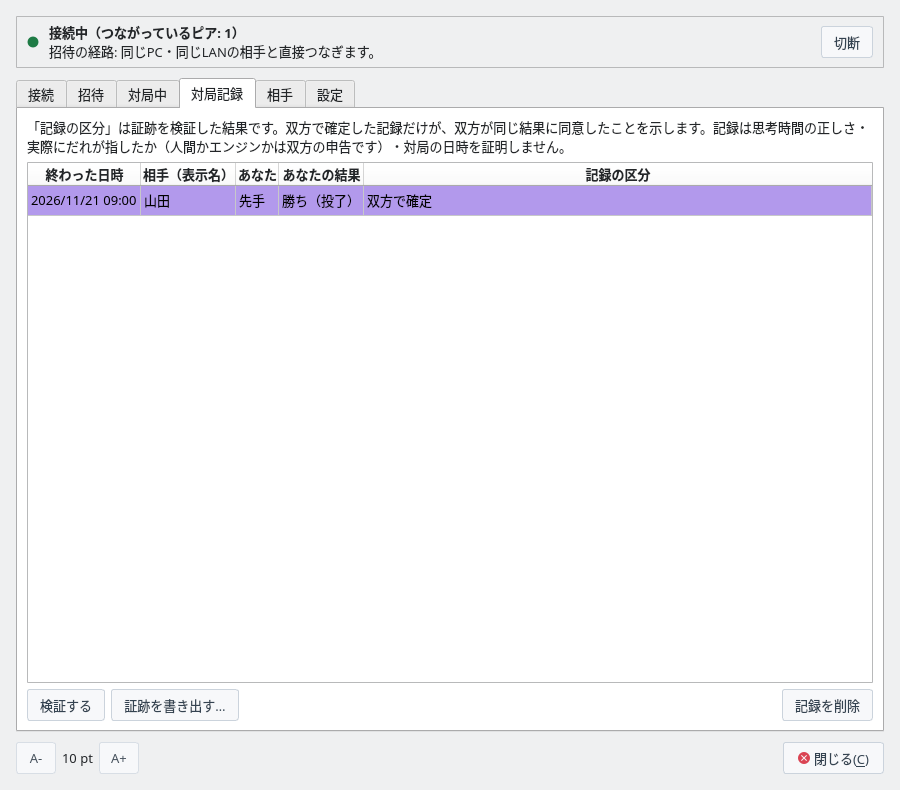 接続中（つながっているピア: 1）
招待の経路: 同じPC・同じLANの相手と直接つなぎます。
切断
接続 招待 対局中 対局記録 相手 設定
「記録の区分」は証跡を検証した結果です。双方で確定した記録だけが、双方が同じ結果に同意したことを示します。記録は思考時間の正しさ・
実際にだれが指したか（人間かエンジンかは双方の申告です）・対局の日時を証明しません。
終わった日時 相手（表示名） あなた あなたの結果 記録の区分
2026/11/21 09:00 山田 先手 勝ち（投了） 双方で確定
検証する 証跡を書き出す... 記録を削除
A- 10 pt A+ 閉じる(C)